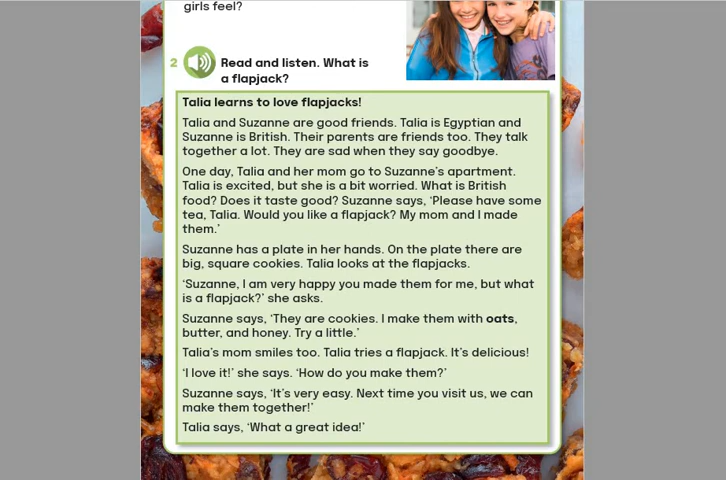 girls feel?
2 Read and listen. What is
a flapjack?
Talia learns to love flapjacks!
Talia and Suzanne are good friends. Talia is Egyptian and
Suzanne is British. Their parents are friends too. They talk
together a lot. They are sad when they say goodbye.
One day, Talia and her mom go to Suzanne’s apartment.
Talia is excited, but she is a bit worried. What is British
food? Does it taste good? Suzanne says, ‘Please have some
tea, Talia. Would you like a flapjack? My mom and I made
them.’
Suzanne has a plate in her hands. On the plate there are
big, square cookies. Talia looks at the flapjacks.
‘Suzanne, I am very happy you made them for me, but what
is a flapjack?’ she asks.
Suzanne says, ‘They are cookies. I make them with oats,
butter, and honey. Try a little.’
Talia’s mom smiles too. Talia tries a flapjack. It’s delicious!
‘I love it!’ she says. ‘How do you make them?’
Suzanne says, ‘It’s very easy. Next time you visit us, we can
make them together!’
Talia says, ‘What a great idea!’